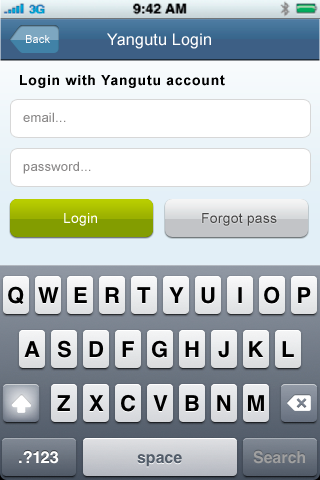 3G 9:42 AM
Back Yangutu Login
Login with Yangutu account
email...
password...
Login Forgot pass
Q W E R T Y U I O P
A S D F G H J K L
Z X C V B N M
.?123 space Search